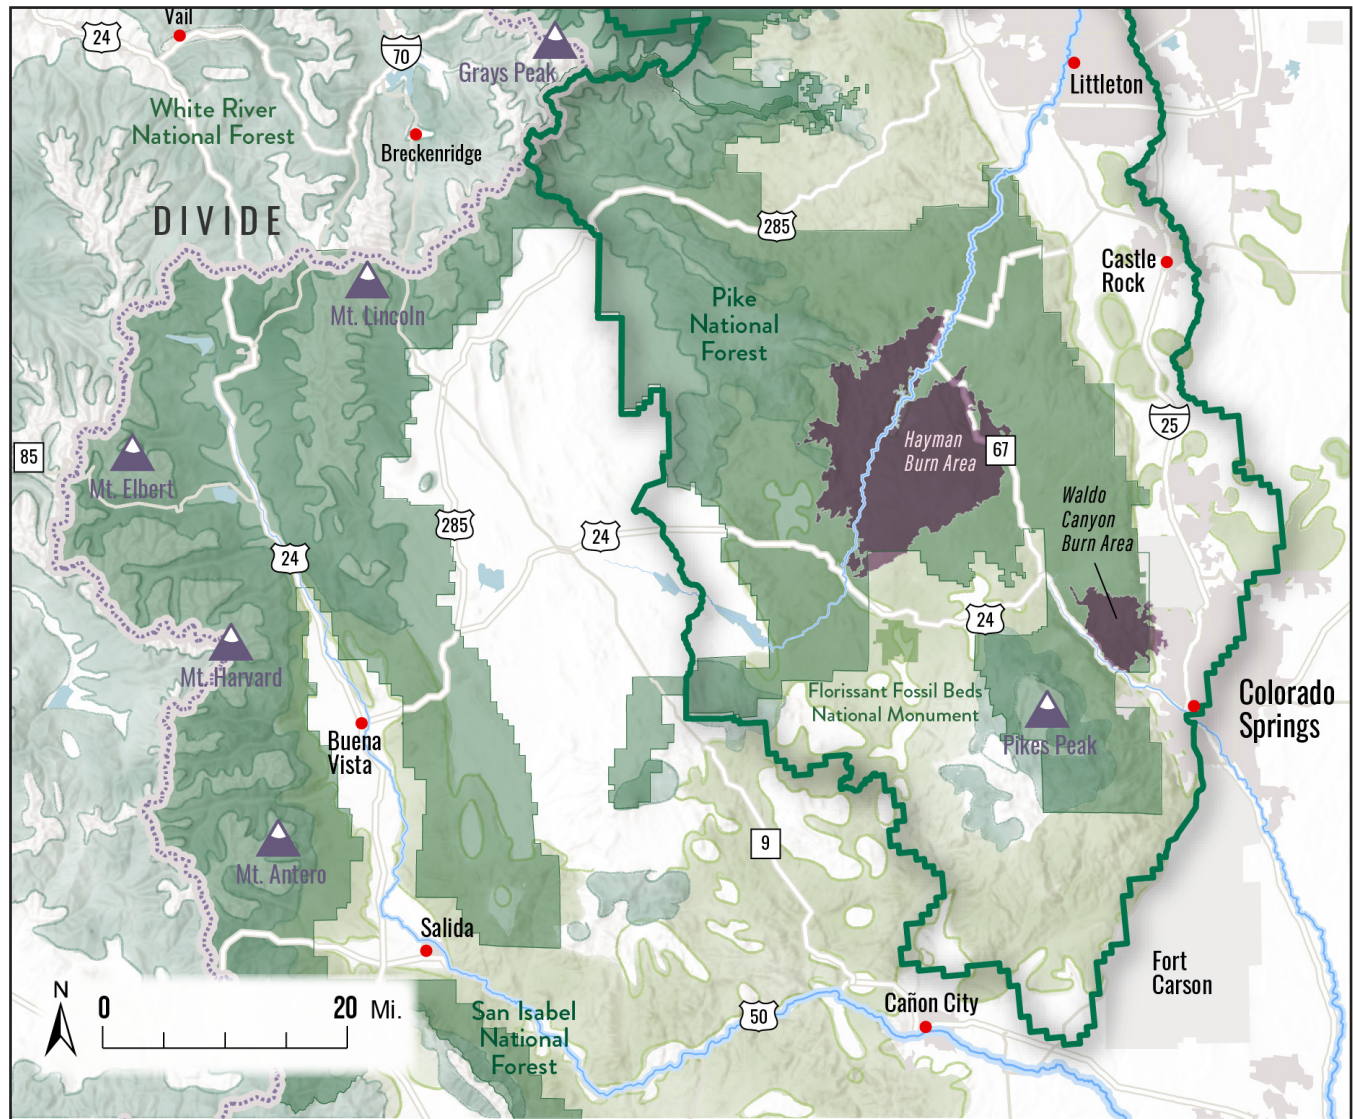 Vail
24
70
Grays Peak
Littleton
White River
National Forest
Breckenridge
DIVIDE
285
Castle
Rock
Mt. Lincoln
Pike
National
Forest
25
Hayman
Burn Area
67
85
Mt. Elbert
Waldo
Canyon
Burn Area
285
24
24
24
Mt. Harvard
Florissant Fossil Beds
National Monument
Colorado
Springs
Pikes Peak
Buena
Vista
9
Mt. Antero
Salida
Fort
Carson
N
0
20 Mi.
San Isabel
National
Forest
50
Cañon City